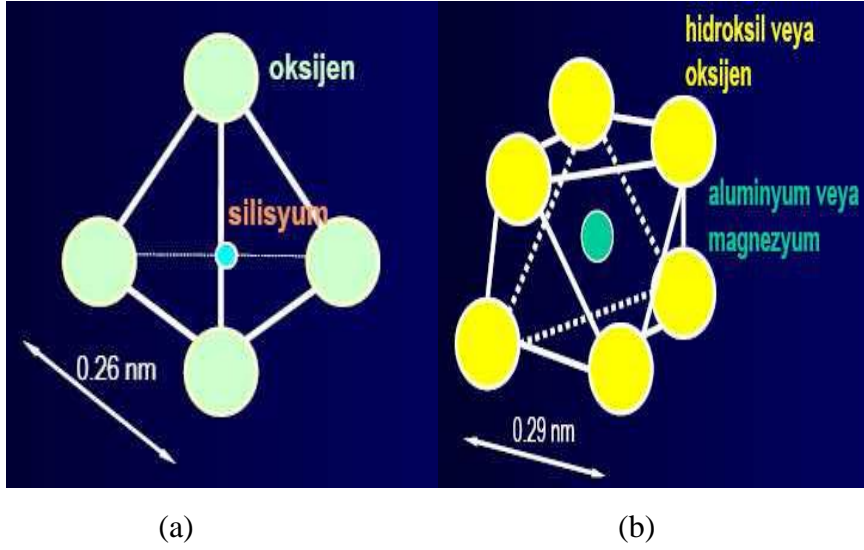 oksijen
silisyum
0.26 nm
hidroksil veya
oksijen
aluminyum veya
magnezyum
0.29 nm
(a)
(b)